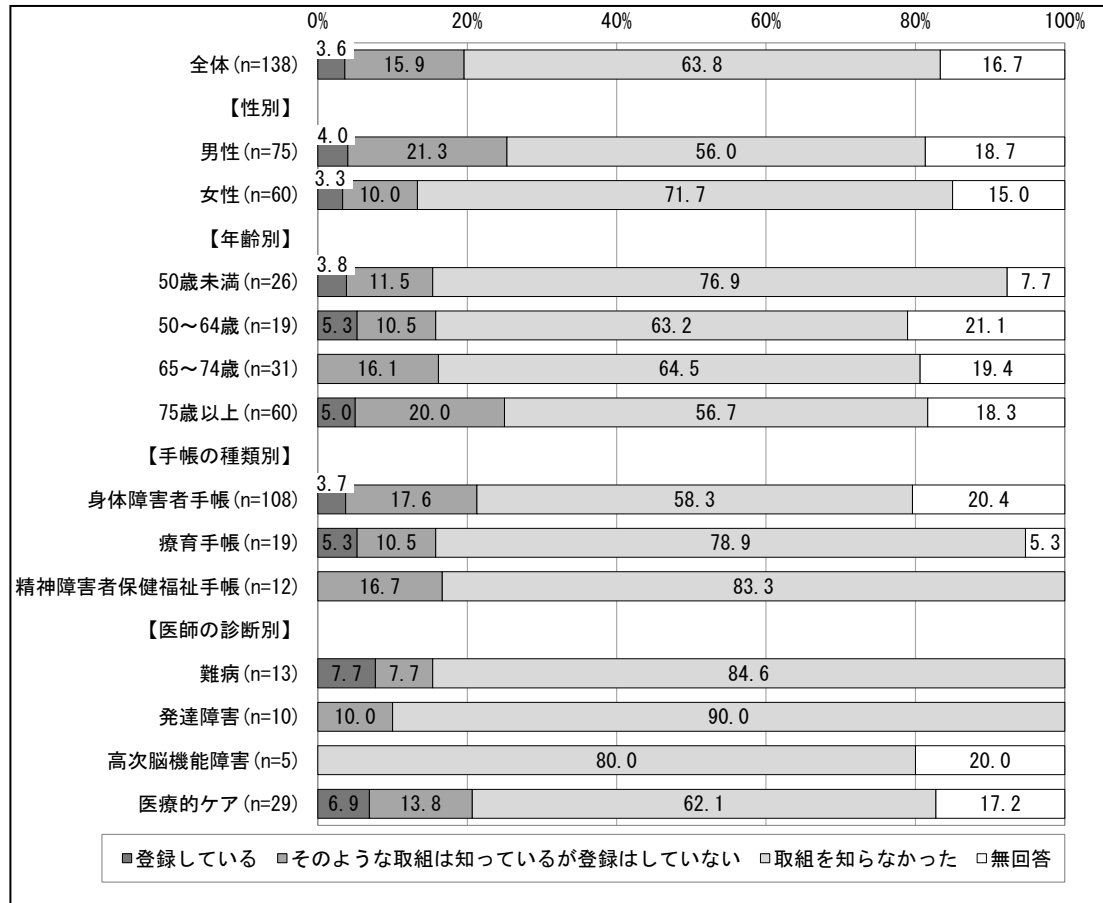 0% 20% 40% 60% 80% 100%
全体(n=138) 3.6 15.9 63.8 16.7
【性別】
男性(n=75) 4.0 21.3 56.0 18.7
女性(n=60) 3.3 10.0 71.7 15.0
【年齢別】
50歳未満(n=26) 3.8 11.5 76.9 7.7
50～64歳(n=19) 5.3 10.5 63.2 21.1
65～74歳(n=31) 16.1 64.5 19.4
75歳以上(n=60) 5.0 20.0 56.7 18.3
【手帳の種類別】
身体障害者手帳(n=108) 3.7 17.6 58.3 20.4
療育手帳(n=19) 5.3 10.5 78.9 5.3
精神障害者保健福祉手帳(n=12) 16.7 83.3
【医師の診断別】
難病(n=13) 7.7 7.7 84.6
発達障害(n=10) 10.0 90.0
高次脳機能障害(n=5) 80.0 20.0
医療的ケア(n=29) 6.9 13.8 62.1 17.2
登録している そのような取組は知っているが登録はしていない 取組を知らなかった 無回答